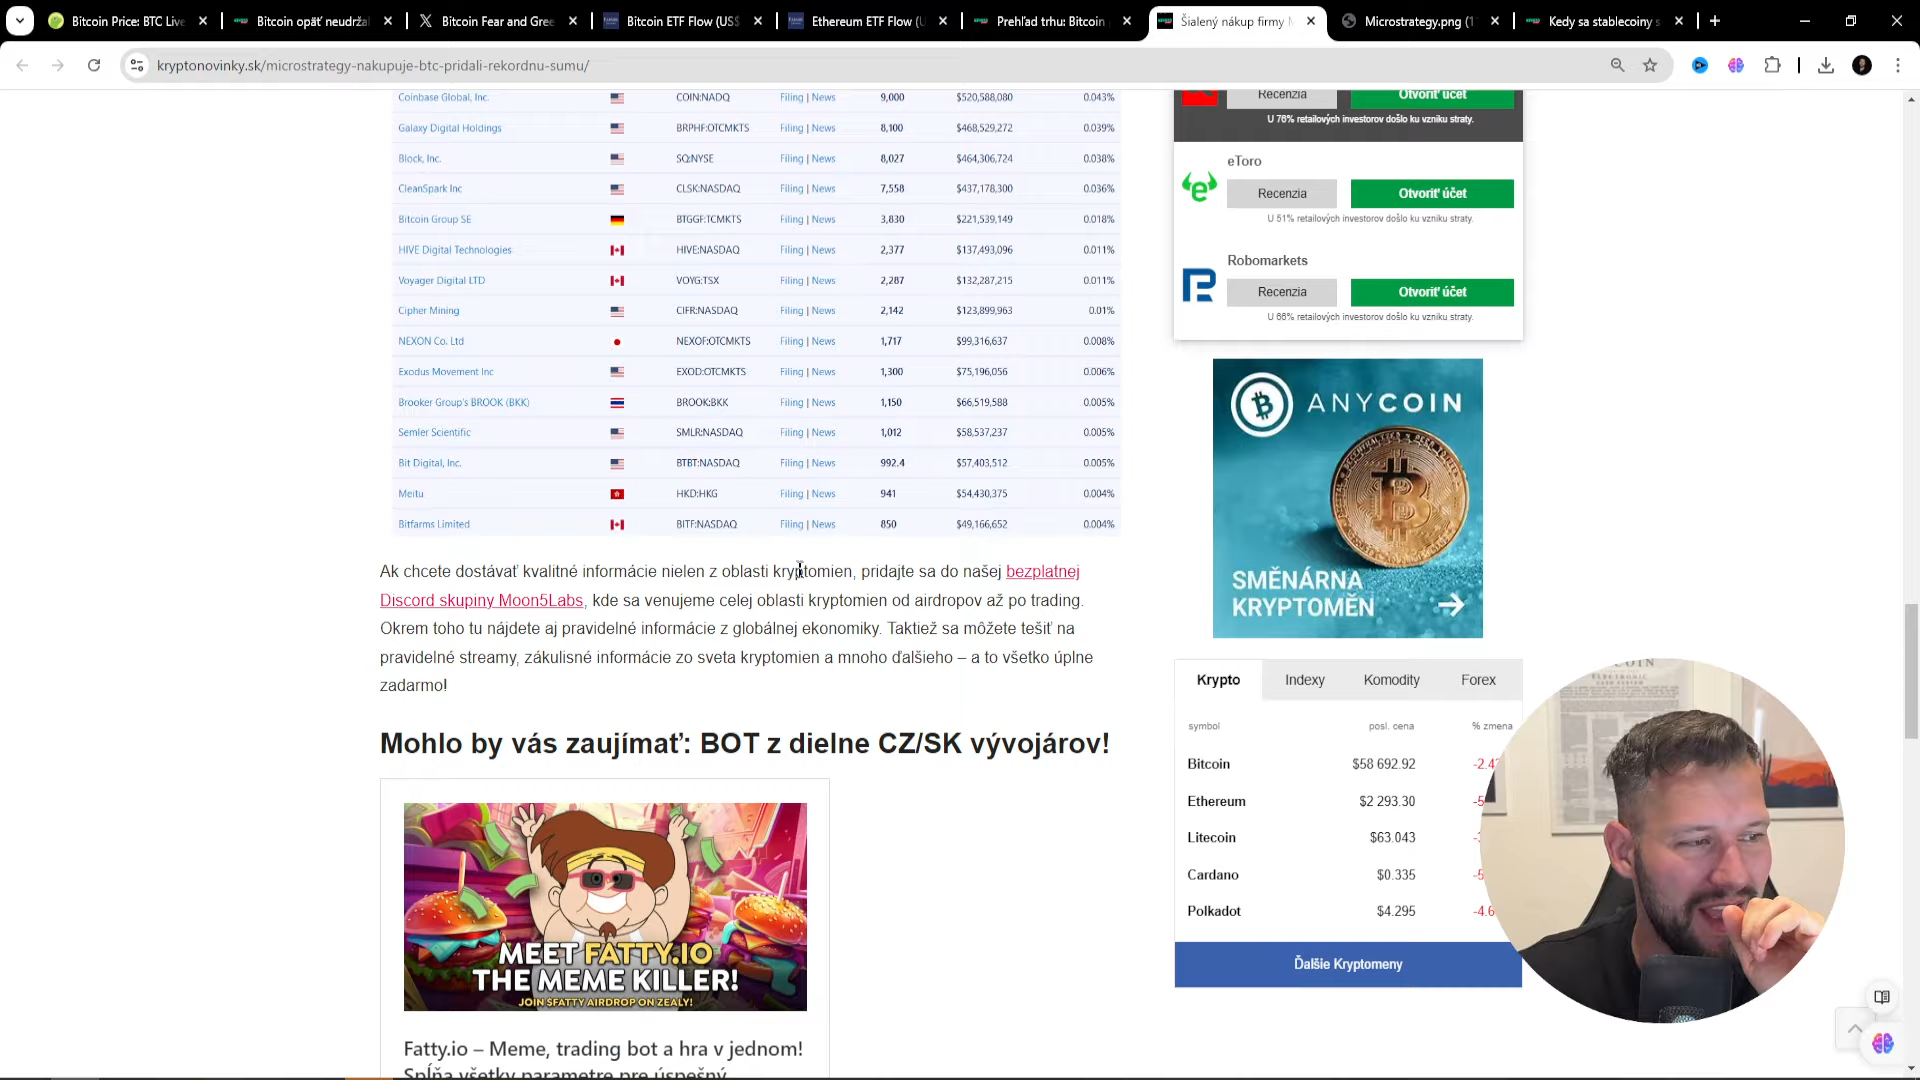 Bitcoin Price: BTC Live
Bitcoin opäť neudržal
Bitcoin Fear and Gree
Bitcoin ETF Flow (US$
Ethereum ETF Flow (U
Prehľad trhu: Bitcoin
Šialený nákup firmy M
Microstrategy.png (1
Kedy sa stablecoiny s
kryptonovinky.sk/microstrategy-nakupuje-btc-pridali-rekordnu-sumu/
Coinbase Global, Inc. COIN:NADQ Filing | News 9,000 $520,588,080 0.043%
Galaxy Digital Holdings BRPHF:OTCMKTS Filing | News 8,100 $468,529,272 0.039%
Block, Inc. SQ:NYSE Filing | News 8,027 $464,306,724 0.038%
CleanSpark Inc CLSK:NASDAQ Filing | News 7,558 $437,178,300 0.036%
Bitcoin Group SE BTGGF:TCMKTS Filing | News 3,830 $221,539,149 0.018%
HIVE Digital Technologies HIVE:NASDAQ Filing | News 2,377 $137,493,096 0.011%
Voyager Digital LTD VOYG:TSX Filing | News 2,287 $132,287,215 0.011%
Cipher Mining CIFR:NASDAQ Filing | News 2,142 $123,899,963 0.01%
NEXON Co. Ltd NEXOF:OTCMKTS Filing | News 1,717 $99,316,637 0.008%
Exodus Movement Inc EXOD:OTCMKTS Filing | News 1,300 $75,196,056 0.006%
Brooker Group's BROOK (BKK) BROOK:BKK Filing | News 1,150 $66,519,588 0.005%
Semler Scientific SMLR:NASDAQ Filing | News 1,012 $58,537,237 0.005%
Bit Digital, Inc. BTBT:NASDAQ Filing | News 992.4 $57,403,512 0.005%
Meitu HKD:HKG Filing | News 941 $54,430,375 0.004%
Bitfarms Limited BITF:NASDAQ Filing | News 850 $49,166,652 0.004%
Ak chcete dostávať kvalitné informácie nielen z oblasti kryptomien, pridajte sa do našej bezplatnej
Discord skupiny Moon5Labs, kde sa venujeme celej oblasti kryptomien od airdropov až po trading.
Okrem toho tu nájdete aj pravidelné informácie z globálnej ekonomiky. Taktiež sa môžete tešiť na
pravidelné streamy, zákulisné informácie zo sveta kryptomien a mnoho ďalšieho – a to všetko úplne
zadarmo!
Mohlo by vás zaujímať: BOT z dielne CZ/SK vývojárov!
MEET FATTY.IO
THE MEME KILLER!
JOIN $FATTY AIRDROP ON ZEALY!
Fatty.io – Meme, trading bot a hra v jednom!
Spĺňa všetky parametre pre úspešný
Recenzia Otvoriť účet
U 76% retailových investorov došlo ku vzniku straty.
eToro
Recenzia Otvoriť účet
U 51% retailových investorov došlo ku vzniku straty.
Robomarkets
Recenzia Otvoriť účet
U 66% retailových investorov došlo ku vzniku straty.
ANYCOIN
SMĚNÁRNA
KRYPTOMĚN
Krypto Indexy Komodity Forex
symbol posl. cena % zmena
Bitcoin $58 692.92 -2.4
Ethereum $2 293.30 -5
Litecoin $63.043
Cardano $0.335 -5
Polkadot $4.295 -4.6
Ďalšie Kryptomeny